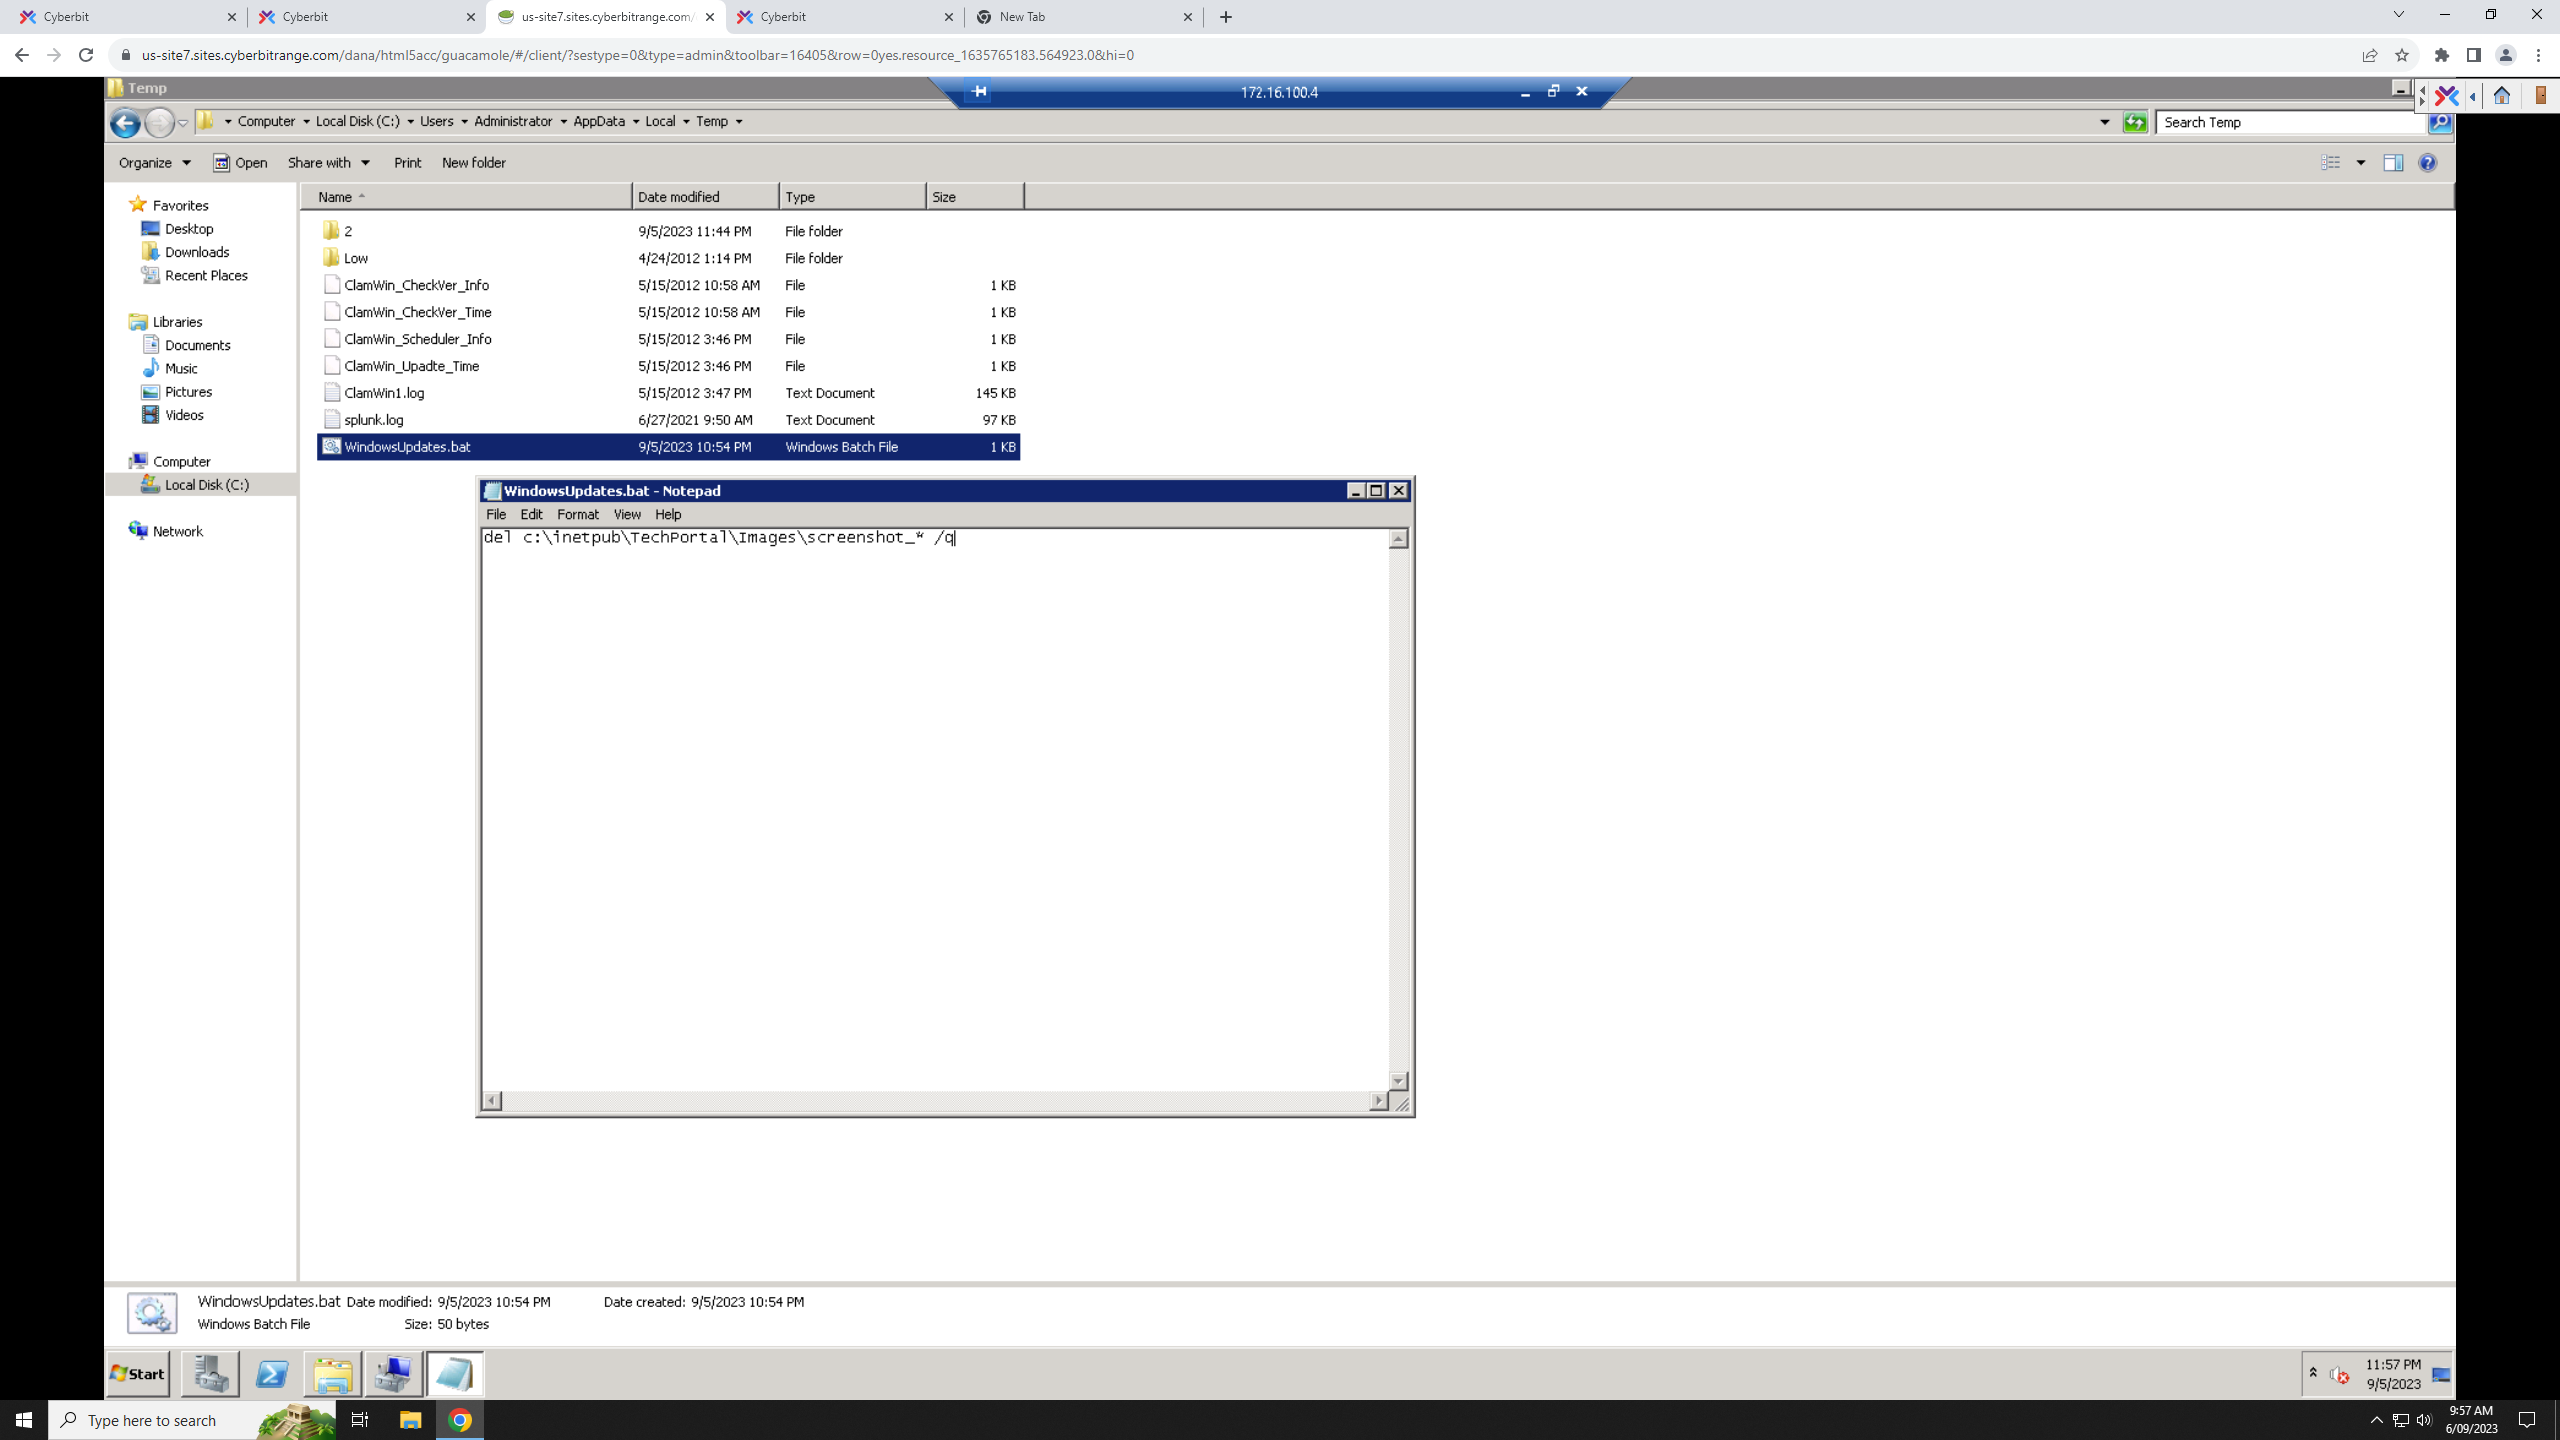 Cyberbit
Cyberbit
us-site7.sites.cyberbitrange.com/
Cyberbit
New Tab
us-site7.sites.cyberbitrange.com/dana/html5acc/guacamole/#/client/?sestype=0&type=admin&toolbar=16405&row=0yes.resource_1635765183.564923.0&hi=0
Temp
172.16.100.4
Computer Local Disk (C:) Users Administrator AppData Local Temp
Search Temp
Organize Open Share with Print New folder
Name Date modified Type Size
Favorites
Desktop
Downloads
Recent Places
Libraries
Documents
Music
Pictures
Videos
Computer
Local Disk (C:)
Network
2 9/5/2023 11:44 PM File folder
Low 4/24/2012 1:14 PM File folder
ClamWin_CheckVer_Info 5/15/2012 10:58 AM File 1 KB
ClamWin_CheckVer_Time 5/15/2012 10:58 AM File 1 KB
ClamWin_Scheduler_Info 5/15/2012 3:46 PM File 1 KB
ClamWin_Upadte_Time 5/15/2012 3:46 PM File 1 KB
ClamWin1.log 5/15/2012 3:47 PM Text Document 145 KB
splunk.log 6/27/2021 9:50 AM Text Document 97 KB
WindowsUpdates.bat 9/5/2023 10:54 PM Windows Batch File 1 KB
WindowsUpdates.bat - Notepad
File Edit Format View Help
del c:\inetpub\TechPortal\Images\screenshot_* /q
WindowsUpdates.bat Date modified: 9/5/2023 10:54 PM Date created: 9/5/2023 10:54 PM
Windows Batch File Size: 50 bytes
Start
11:57 PM
9/5/2023
Type here to search
9:57 AM
6/09/2023